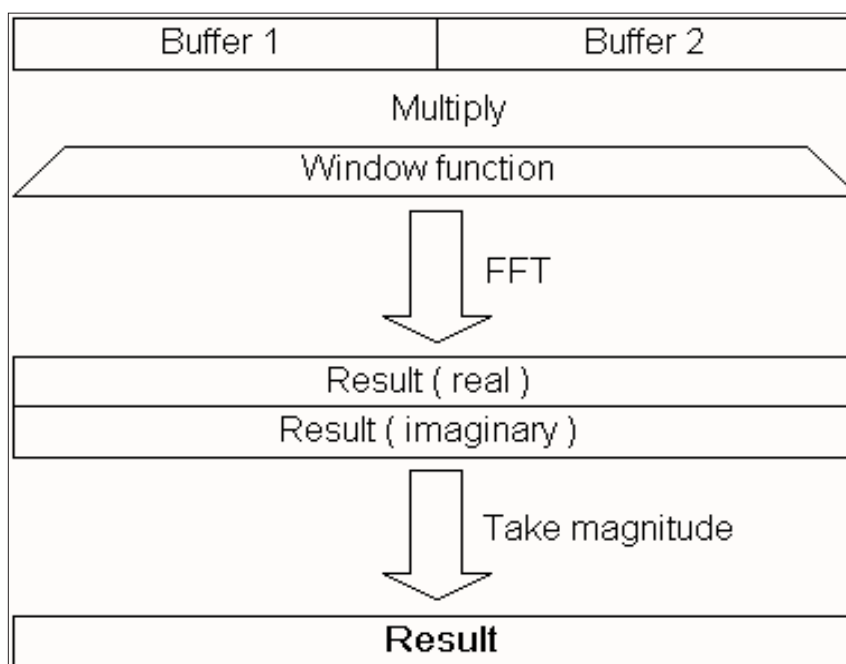 Buffer 1 Buffer 2
Multiply
Window function
FFT
Result ( real )
Result ( imaginary )
Take magnitude
Result